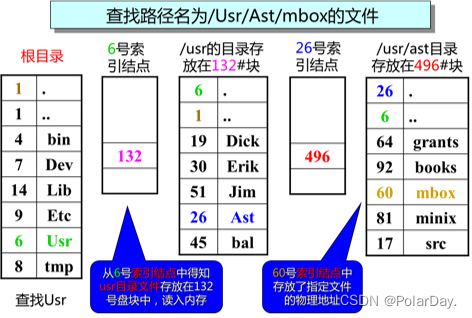 查找路径名为/Usr/Ast/mbox的文件
根目录
1 .
1 ..
4 bin
7 Dev
14 Lib
9 Etc
6 Usr
8 tmp
查找Usr
6号索
引结点
132
/usr的目录存
放在132#块
6 .
1 ..
19 Dick
30 Erik
51 Jim
26 Ast
45 bal
26号索
引结点
496
/usr/ast目录
存放在496#块
26 .
6 ..
64 grants
92 books
60 mbox
81 minix
17 src
从6号索引结点中得知
usr目录文件存放在132
号盘块中，读入内存
60号索引结点中
存放了指定文件
的物理地址
CSDN @PolarDay.